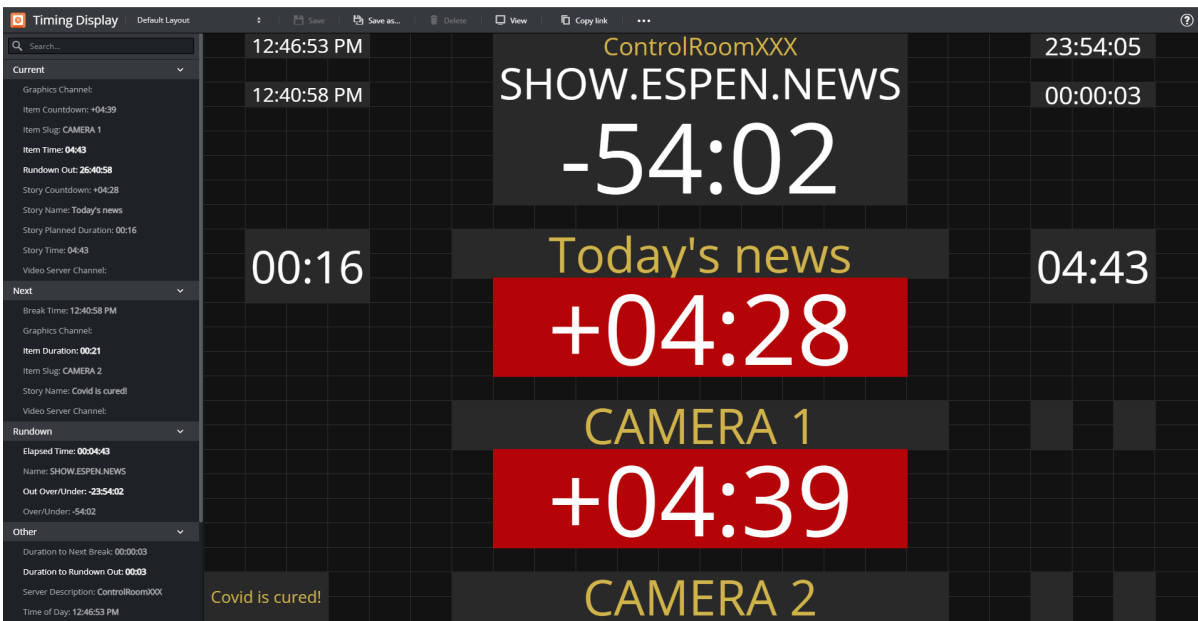 Timing Display Default Layout Save Save as... Delete View Copy link
Search...
Current
Graphics Channel:
Item Countdown: +04:39
Item Slug: CAMERA 1
Item Time: 04:43
Rundown Out: 26:40:58
Story Countdown: +04:28
Story Name: Today's news
Story Planned Duration: 00:16
Story Time: 04:43
Video Server Channel:
Next
Break Time: 12:40:58 PM
Graphics Channel:
Item Duration: 00:21
Item Slug: CAMERA 2
Story Name: Covid is cured!
Video Server Channel:
Rundown
Elapsed Time: 00:04:43
Name: SHOW.ESPEN.NEWS
Out Over/Under: -23:54:02
Over/Under: -54:02
Other
Duration to Next Break: 00:00:03
Duration to Rundown Out: 00:03
Server Description: ControlRoomXXX
Time of Day: 12:46:53 PM
12:46:53 PM ControlRoomXXX 23:54:05
SHOW.ESPEN.NEWS
12:40:58 PM 00:00:03
-54:02
Today's news
00:16 04:43
+04:28
CAMERA 1
+04:39
Covid is cured! CAMERA 2